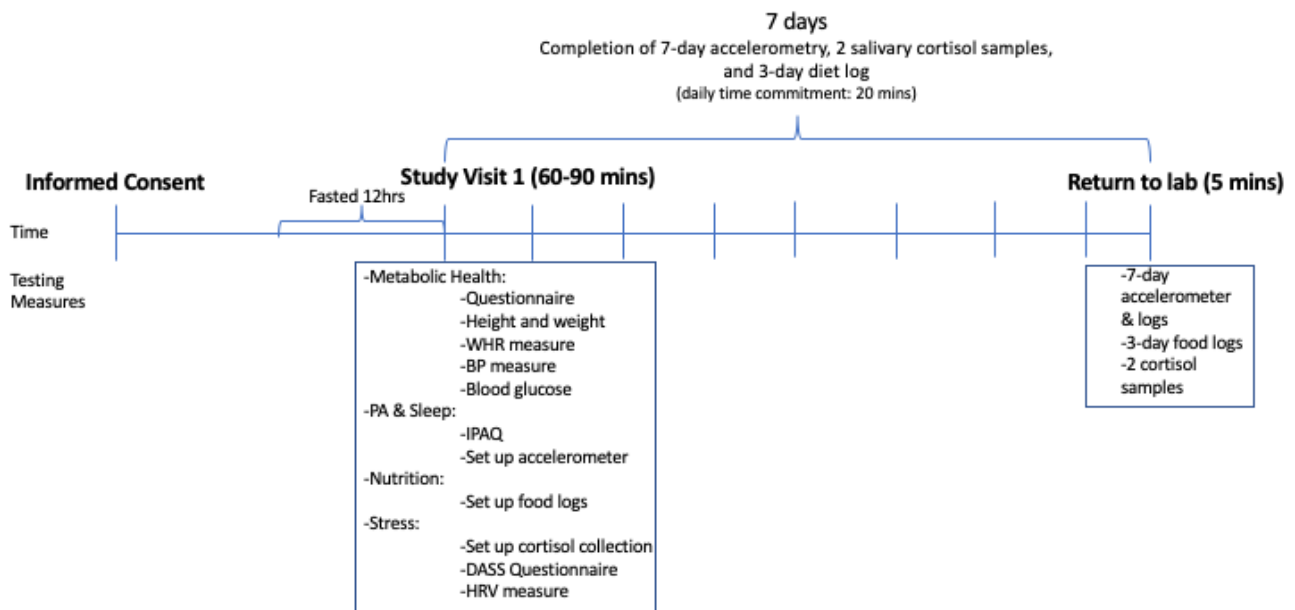 7 days
Completion of 7-day accelerometry, 2 salivary cortisol samples,
and 3-day diet log
(daily time commitment: 20 mins)
Informed Consent
Fasted 12hrs
Study Visit 1 (60-90 mins)
Return to lab (5 mins)
Time
Testing
Measures
-Metabolic Health:
-Questionnaire
-Height and weight
-WHR measure
-BP measure
-Blood glucose
-PA & Sleep:
-IPAQ
-Set up accelerometer
-Nutrition:
-Set up food logs
-Stress:
-Set up cortisol collection
-DASS Questionnaire
-HRV measure
-7-day
accelerometer
& logs
-3-day food logs
-2 cortisol
samples